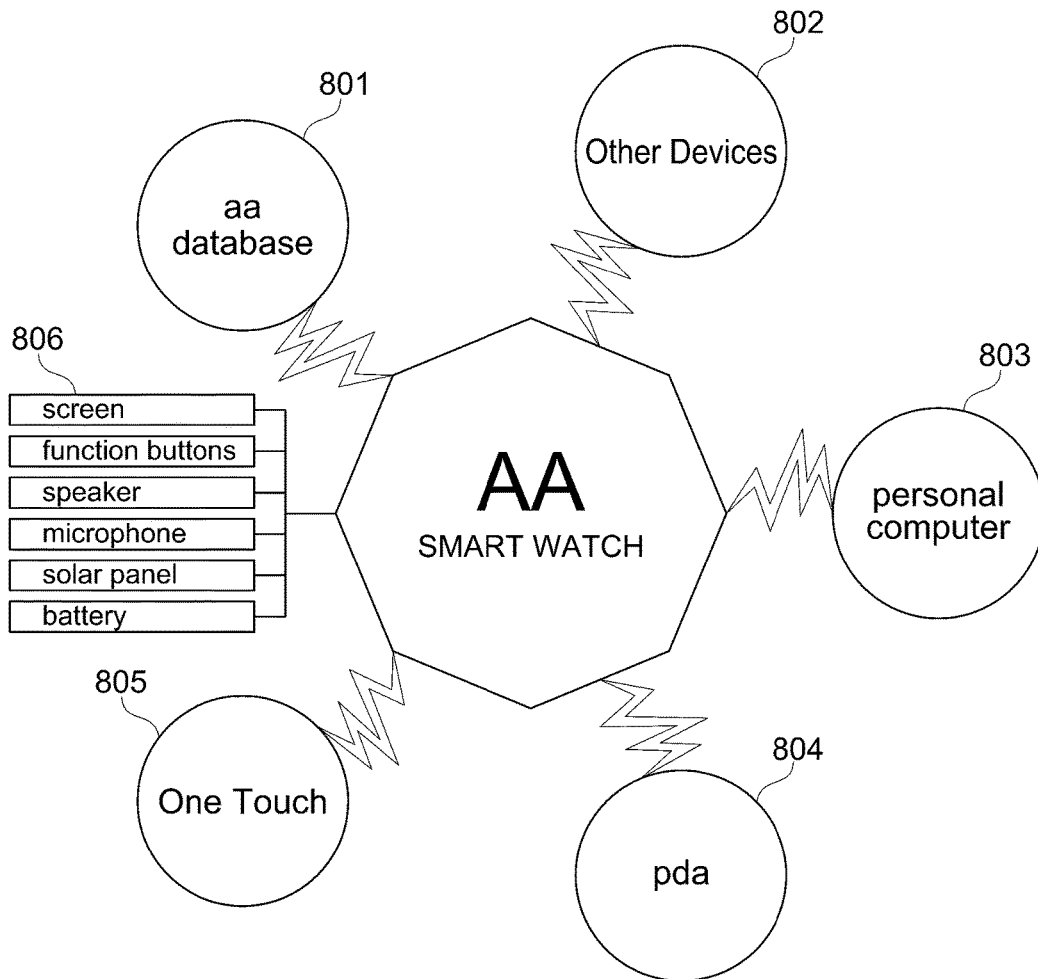 802
Other Devices
801
aa
database
806
screen
function buttons
speaker
microphone
solar panel
battery
AA
SMART WATCH
803
personal
computer
805
One Touch
804
pda